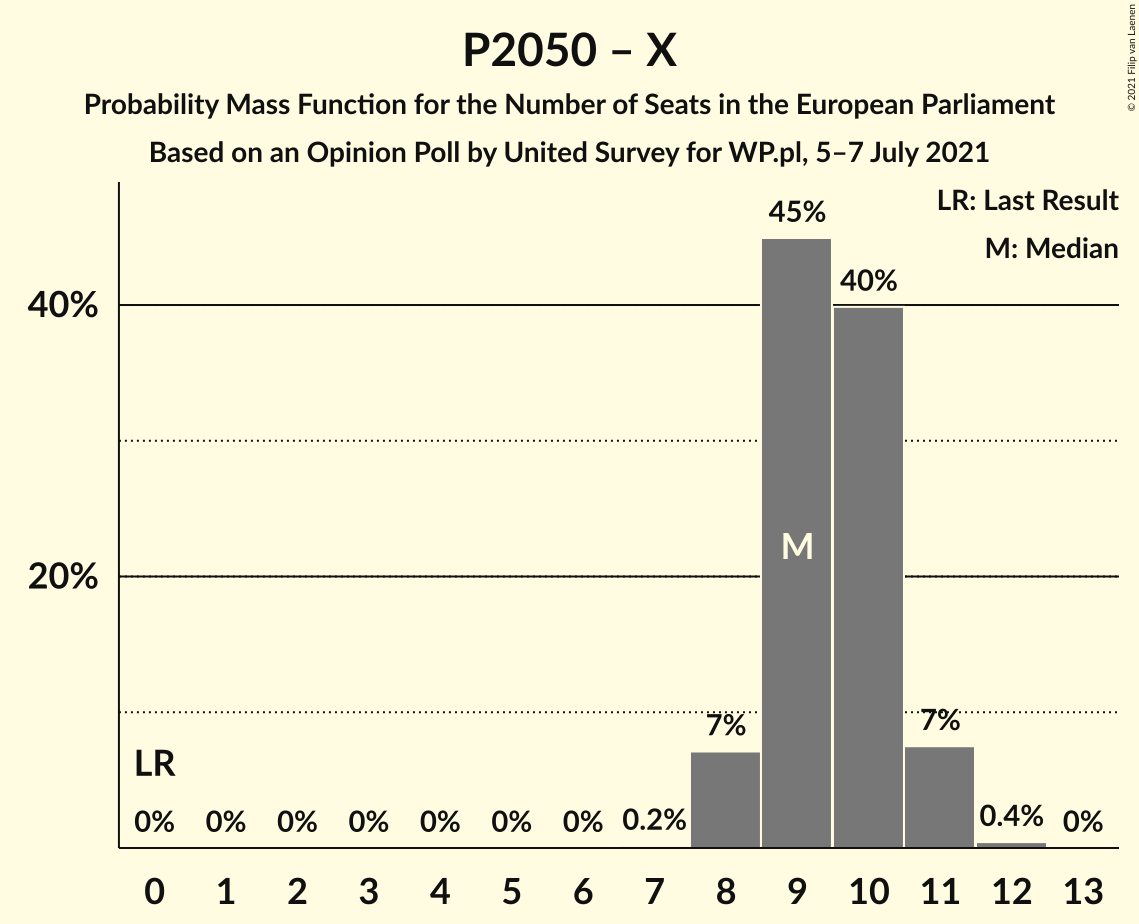 P2050 – X
Probability Mass Function for the Number of Seats in the European Parliament
Based on an Opinion Poll by United Survey for WP.pl, 5–7 July 2021
© 2021 Filip van Laenen
LR: Last Result
M: Median
45%
40%
40%
M
20%
7%
7%
LR
0% 0% 0% 0% 0% 0% 0% 0.2% 0.4% 0%
0 1 2 3 4 5 6 7 8 9 10 11 12 13